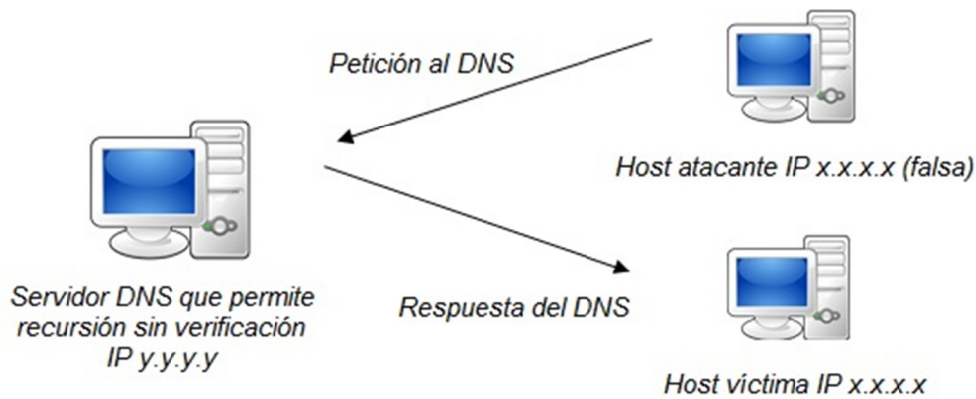 Petición al DNS
Host atacante IP x.x.x.x (falsa)
Servidor DNS que permite
recursión sin verificación
IP y.y.y.y
Respuesta del DNS
Host víctima IP x.x.x.x